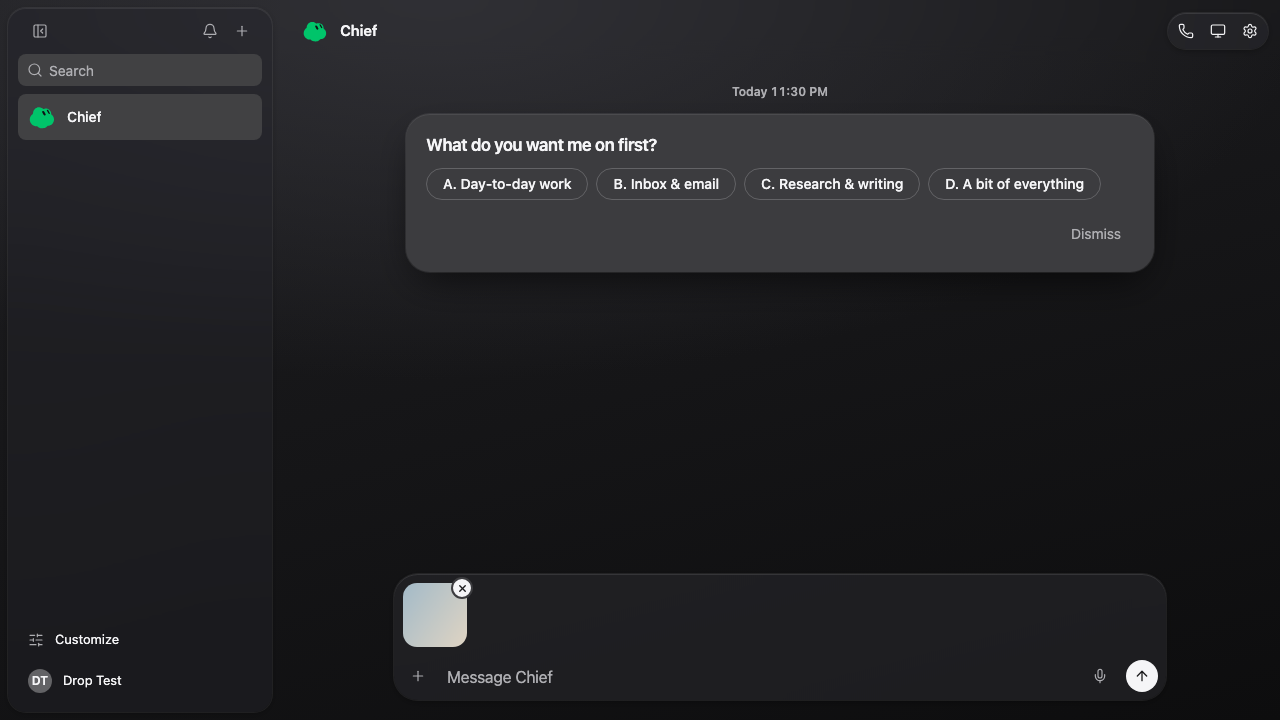 Search
Chief
Customize
DT Drop Test
Chief
Today 11:30 PM
What do you want me on first?
A. Day-to-day work B. Inbox & email C. Research & writing D. A bit of everything
Dismiss
Message Chief